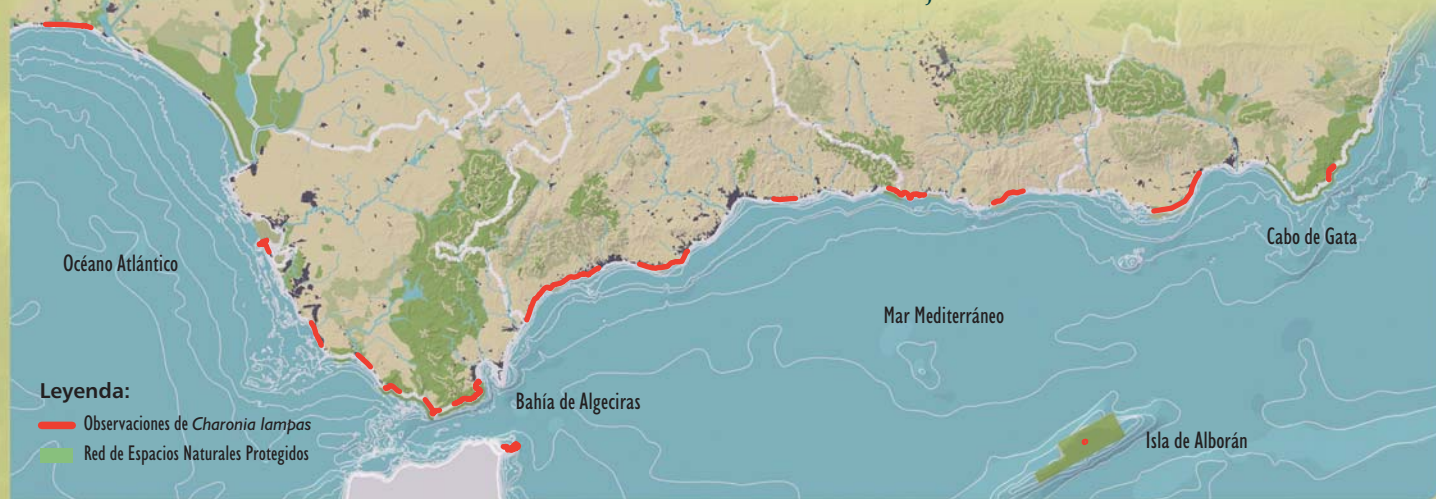 Océano Atlántico
Cabo de Gata
Mar Mediterráneo
Leyenda:
Observaciones de Charonia lampas
Red de Espacios Naturales Protegidos
Bahía de Algeciras
Isla de Alborán